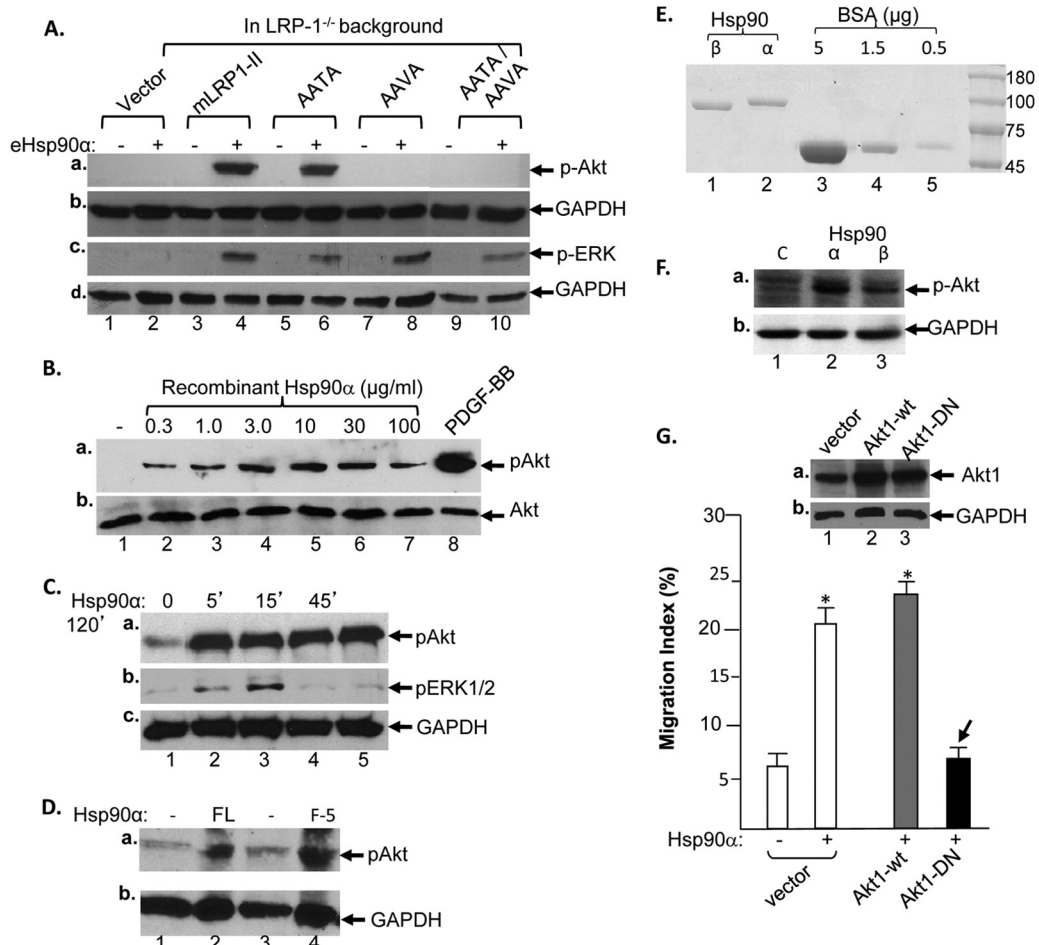 A.
In LRP-1-/- background
Vector mLRP1-II AATA AAVA AATA / AAVA
eHsp90α: - + - + - + - + - +
a. p-Akt
b. GAPDH
c. p-ERK
d. GAPDH
1 2 3 4 5 6 7 8 9 10
B.
Recombinant Hsp90α (µg/ml)
- 0.3 1.0 3.0 10 30 100 PDGF-BB
a. pAkt
b. Akt
1 2 3 4 5 6 7 8
C.
Hsp90α: 0 5’ 15’ 45’
120’
a. pAkt
b. pERK1/2
c. GAPDH
1 2 3 4 5
D.
Hsp90α: - FL - F-5
a. pAkt
b. GAPDH
1 2 3 4
E.
Hsp90 BSA (µg)
β α 5 1.5 0.5
180
100
75
45
1 2 3 4 5
F.
Hsp90
C α β
a. p-Akt
b. GAPDH
1 2 3
G.
vector Akt1-wt Akt1-DN
a. Akt1
b. GAPDH
1 2 3
Migration Index (%)
30
25
20
15
10
5
* *
Hsp90α: - + + +
vector Akt1-wt Akt1-DN